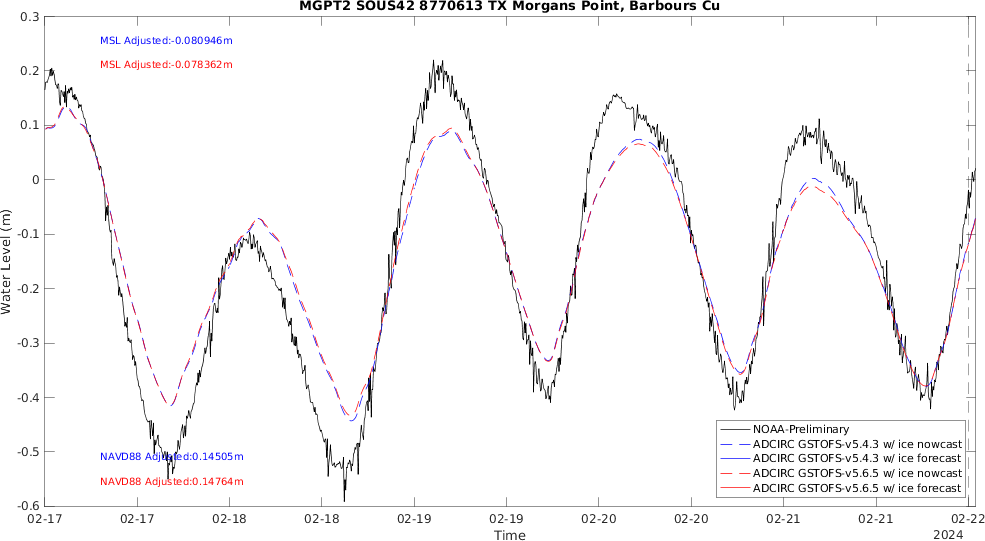 MGPT2 SOUS42 8770613 TX Morgans Point, Barbours Cu
MSL Adjusted:-0.080946m
MSL Adjusted:-0.078362m
NAVD88 Adjusted:0.14505m
NAVD88 Adjusted:0.14764m
Water Level (m)
0.3
0.2
0.1
0
-0.1
-0.2
-0.3
-0.4
-0.5
-0.6
NOAA-Preliminary
ADCIRC GSTOFS-v5.4.3 w/ ice nowcast
ADCIRC GSTOFS-v5.4.3 w/ ice forecast
ADCIRC GSTOFS-v5.6.5 w/ ice nowcast
ADCIRC GSTOFS-v5.6.5 w/ ice forecast
02-17 02-17 02-18 02-18 02-19 02-19 02-20 02-20 02-21 02-21 02-22
Time
2024